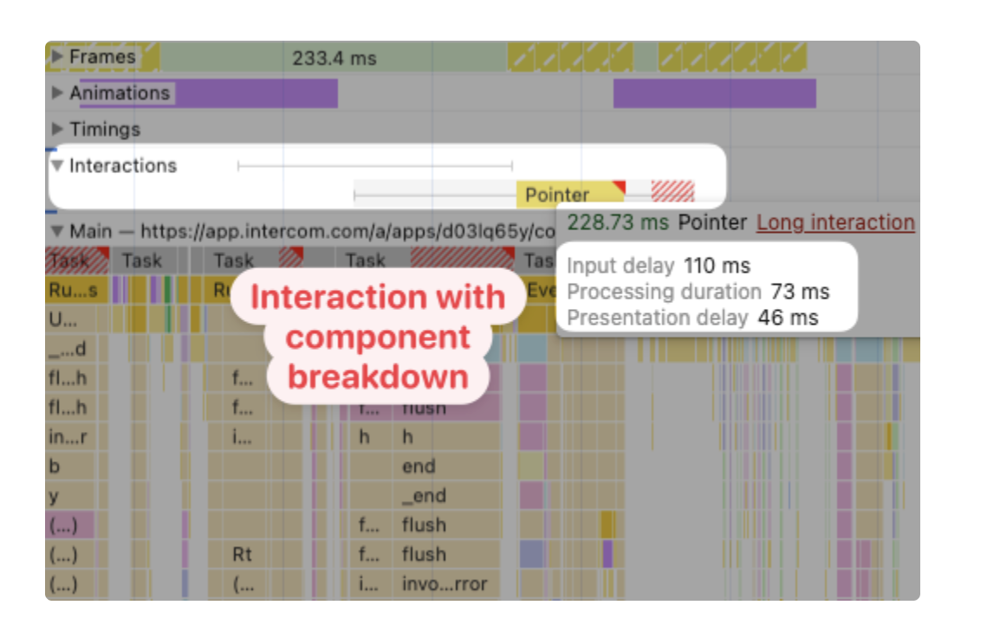 Frames
233.4 ms
Animations
Timings
Interactions
Pointer
228.73 ms Pointer Long interaction
Main — https://app.intercom.com/a/apps/d03lq65y/co
Input delay 110 ms
Processing duration 73 ms
Presentation delay 46 ms
Task Task Task Task Tas
Ru...s Ru Eve
Interaction with
component
breakdown
U...
_...d
fl...h f...
fl...h f... f... flush
in...r i... h h
b end
y _end
(...) f... flush
(...) Rt f... flush
(...) (... i... invo...rror